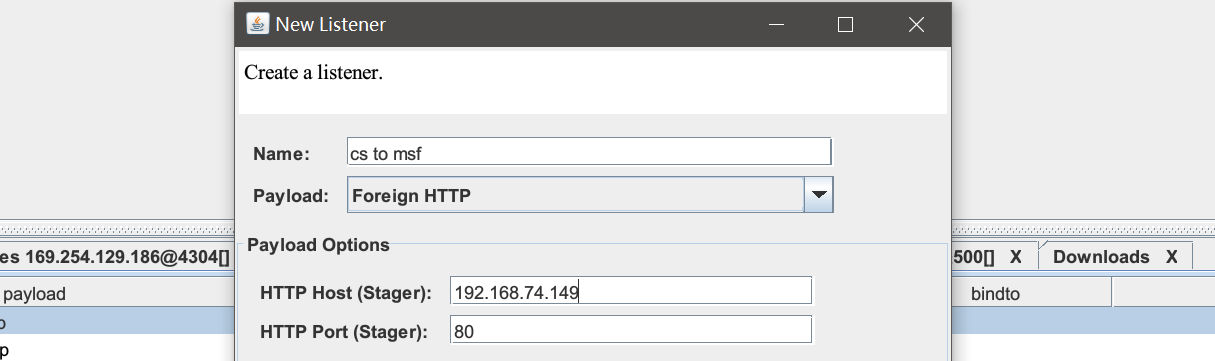 New Listener
Create a listener.
Name: cs to msf
Payload: Foreign HTTP
Payload Options
es 169.254.129.186@4304[] 500[] X Downloads X
HTTP Host (Stager): 192.168.74.149
payload bindto
HTTP Port (Stager): 80
p
p